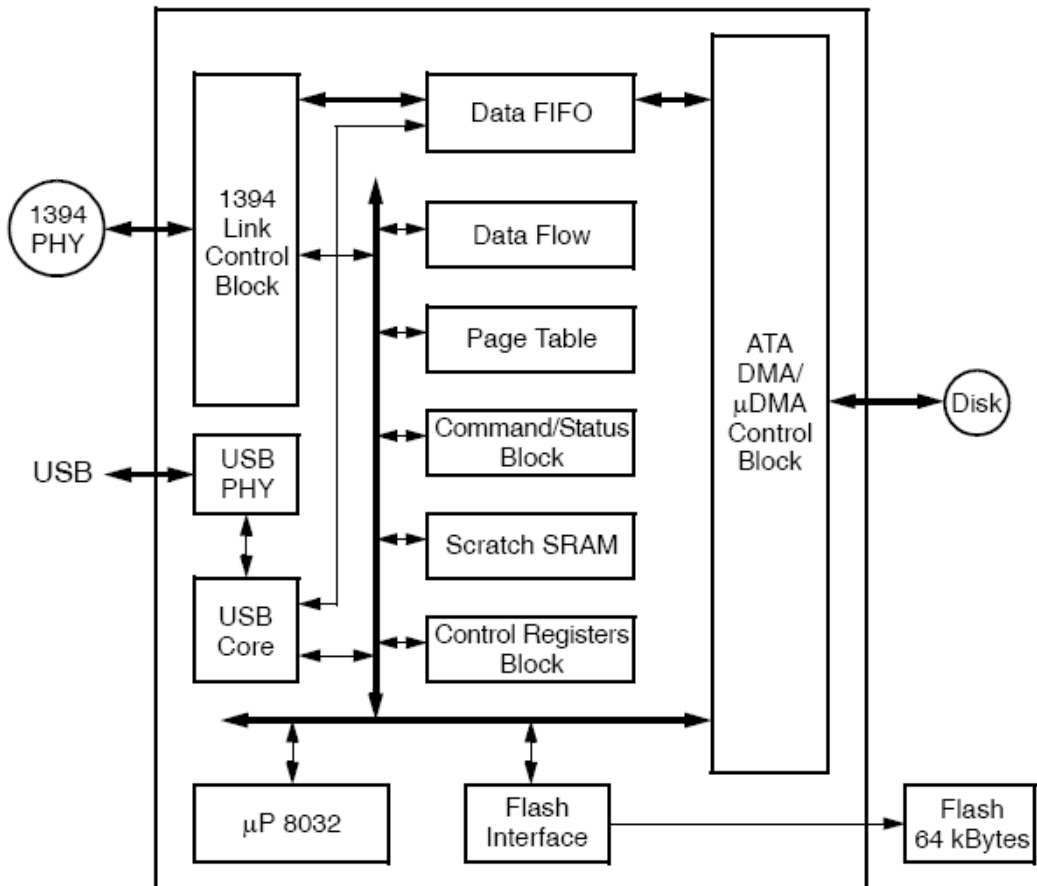 1394
PHY
1394
Link
Control
Block
Data FIFO
Data Flow
Page Table
Command/Status
Block
Scratch SRAM
Control Registers
Block
ATA
DMA/
μDMA
Control
Block
Disk
USB
USB
PHY
USB
Core
μP 8032
Flash
Interface
Flash
64 kBytes